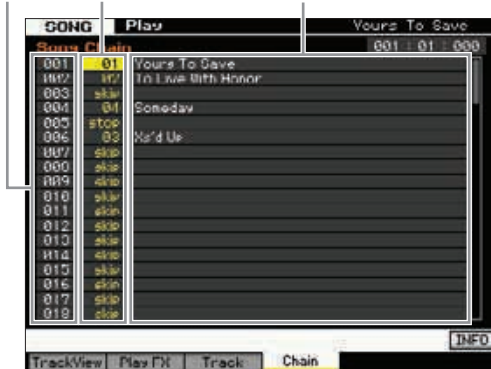 SONG Play Yours To Save
Song Chain 001 : 01 : 000
001 01 Yours To Save
002 02 To Live With Honor
003 skip
004 04 Someday
005 stop
006 03 Xs'd Up
007 skip
008 skip
009 skip
010 skip
011 skip
012 skip
013 skip
014 skip
015 skip
016 skip
017 skip
018 skip
INFO
TrackView Play FX Track Chain